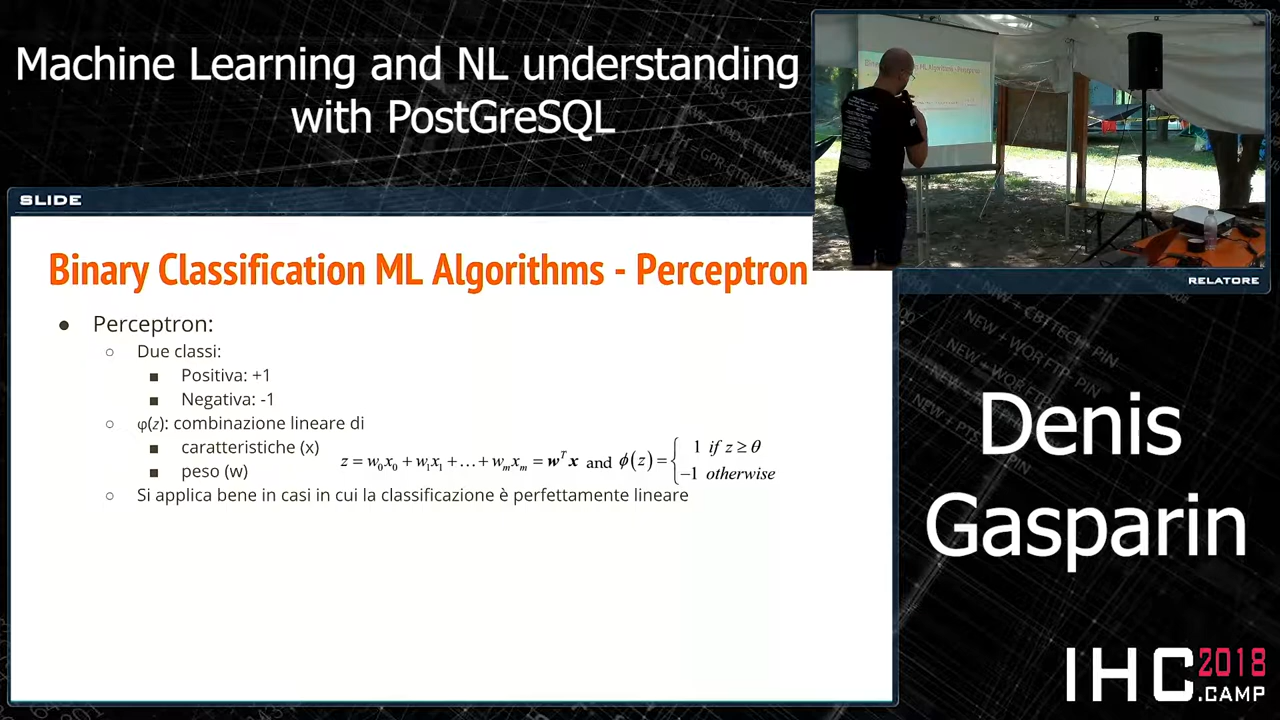 Machine Learning and NL understanding
with PostGreSQL
SLIDE
Binary Classification ML Algorithms - Perceptron
● Perceptron:
○ Due classi:
■ Positiva: +1
■ Negativa: -1
○ φ(z): combinazione lineare di
■ caratteristiche (x)
■ peso (w)
z = w₀x₀ + w₁x₁ + … + wₘxₘ = wᵀx and ϕ(z) = { 1 if z ≥ θ
−1 otherwise
○ Si applica bene in casi in cui la classificazione è perfettamente lineare
RELATORE
Denis
Gasparin
IHC 2018
.CAMP